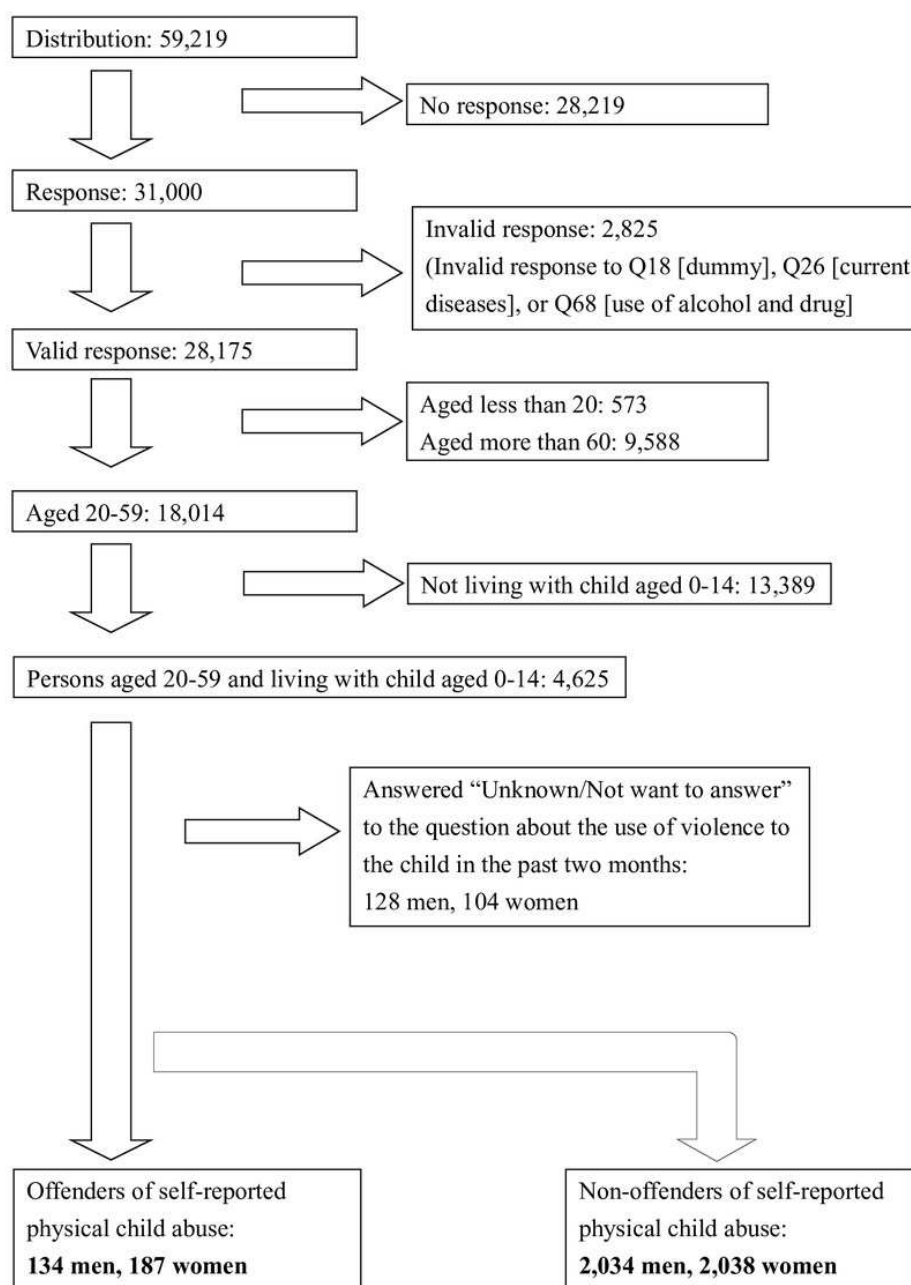 Distribution: 59,219
No response: 28,219
Response: 31,000
Invalid response: 2,825
(Invalid response to Q18 [dummy], Q26 [current
diseases], or Q68 [use of alcohol and drug]
Valid response: 28,175
Aged less than 20: 573
Aged more than 60: 9,588
Aged 20-59: 18,014
Not living with child aged 0-14: 13,389
Persons aged 20-59 and living with child aged 0-14: 4,625
Answered “Unknown/Not want to answer”
to the question about the use of violence to
the child in the past two months:
128 men, 104 women
Offenders of self-reported
physical child abuse:
134 men, 187 women
Non-offenders of self-reported
physical child abuse:
2,034 men, 2,038 women